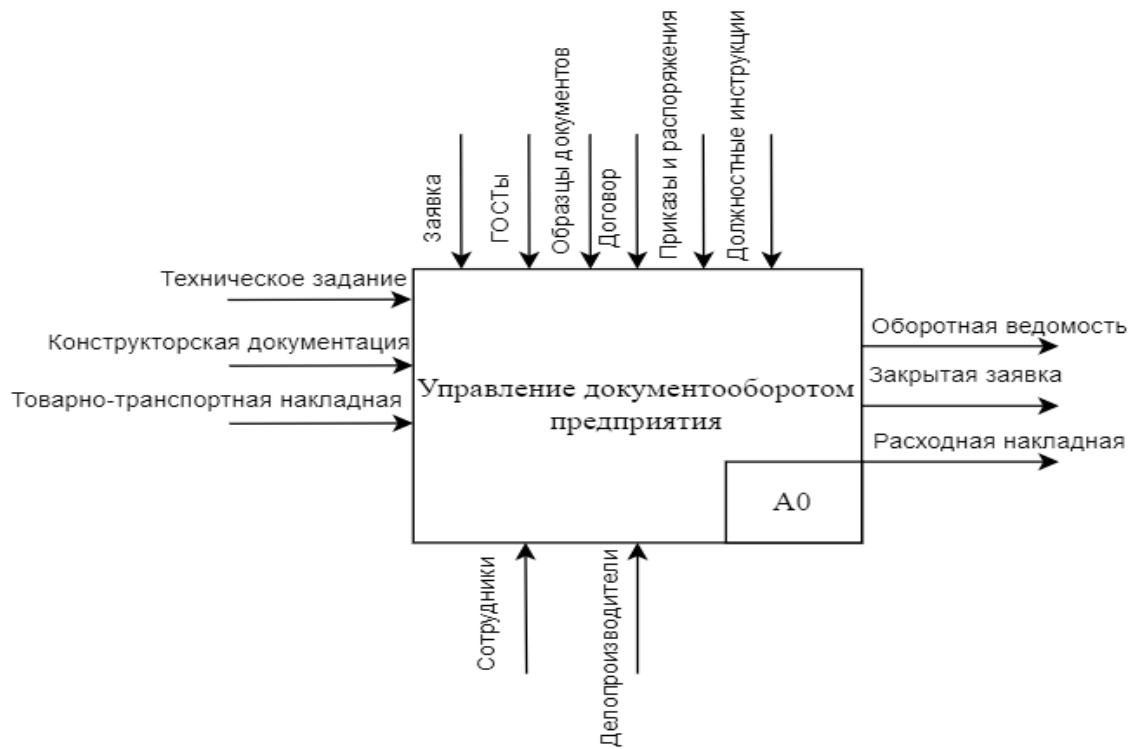 Заявка
ГОСТы
Образцы документов
Договор
Приказы и распоряжения
Должностные инструкции
Техническое задание
Конструкторская документация
Товарно-транспортная накладная
Управление документооборотом
предприятия
А0
Оборотная ведомость
Закрытая заявка
Расходная накладная
Сотрудники
Делопроизводители